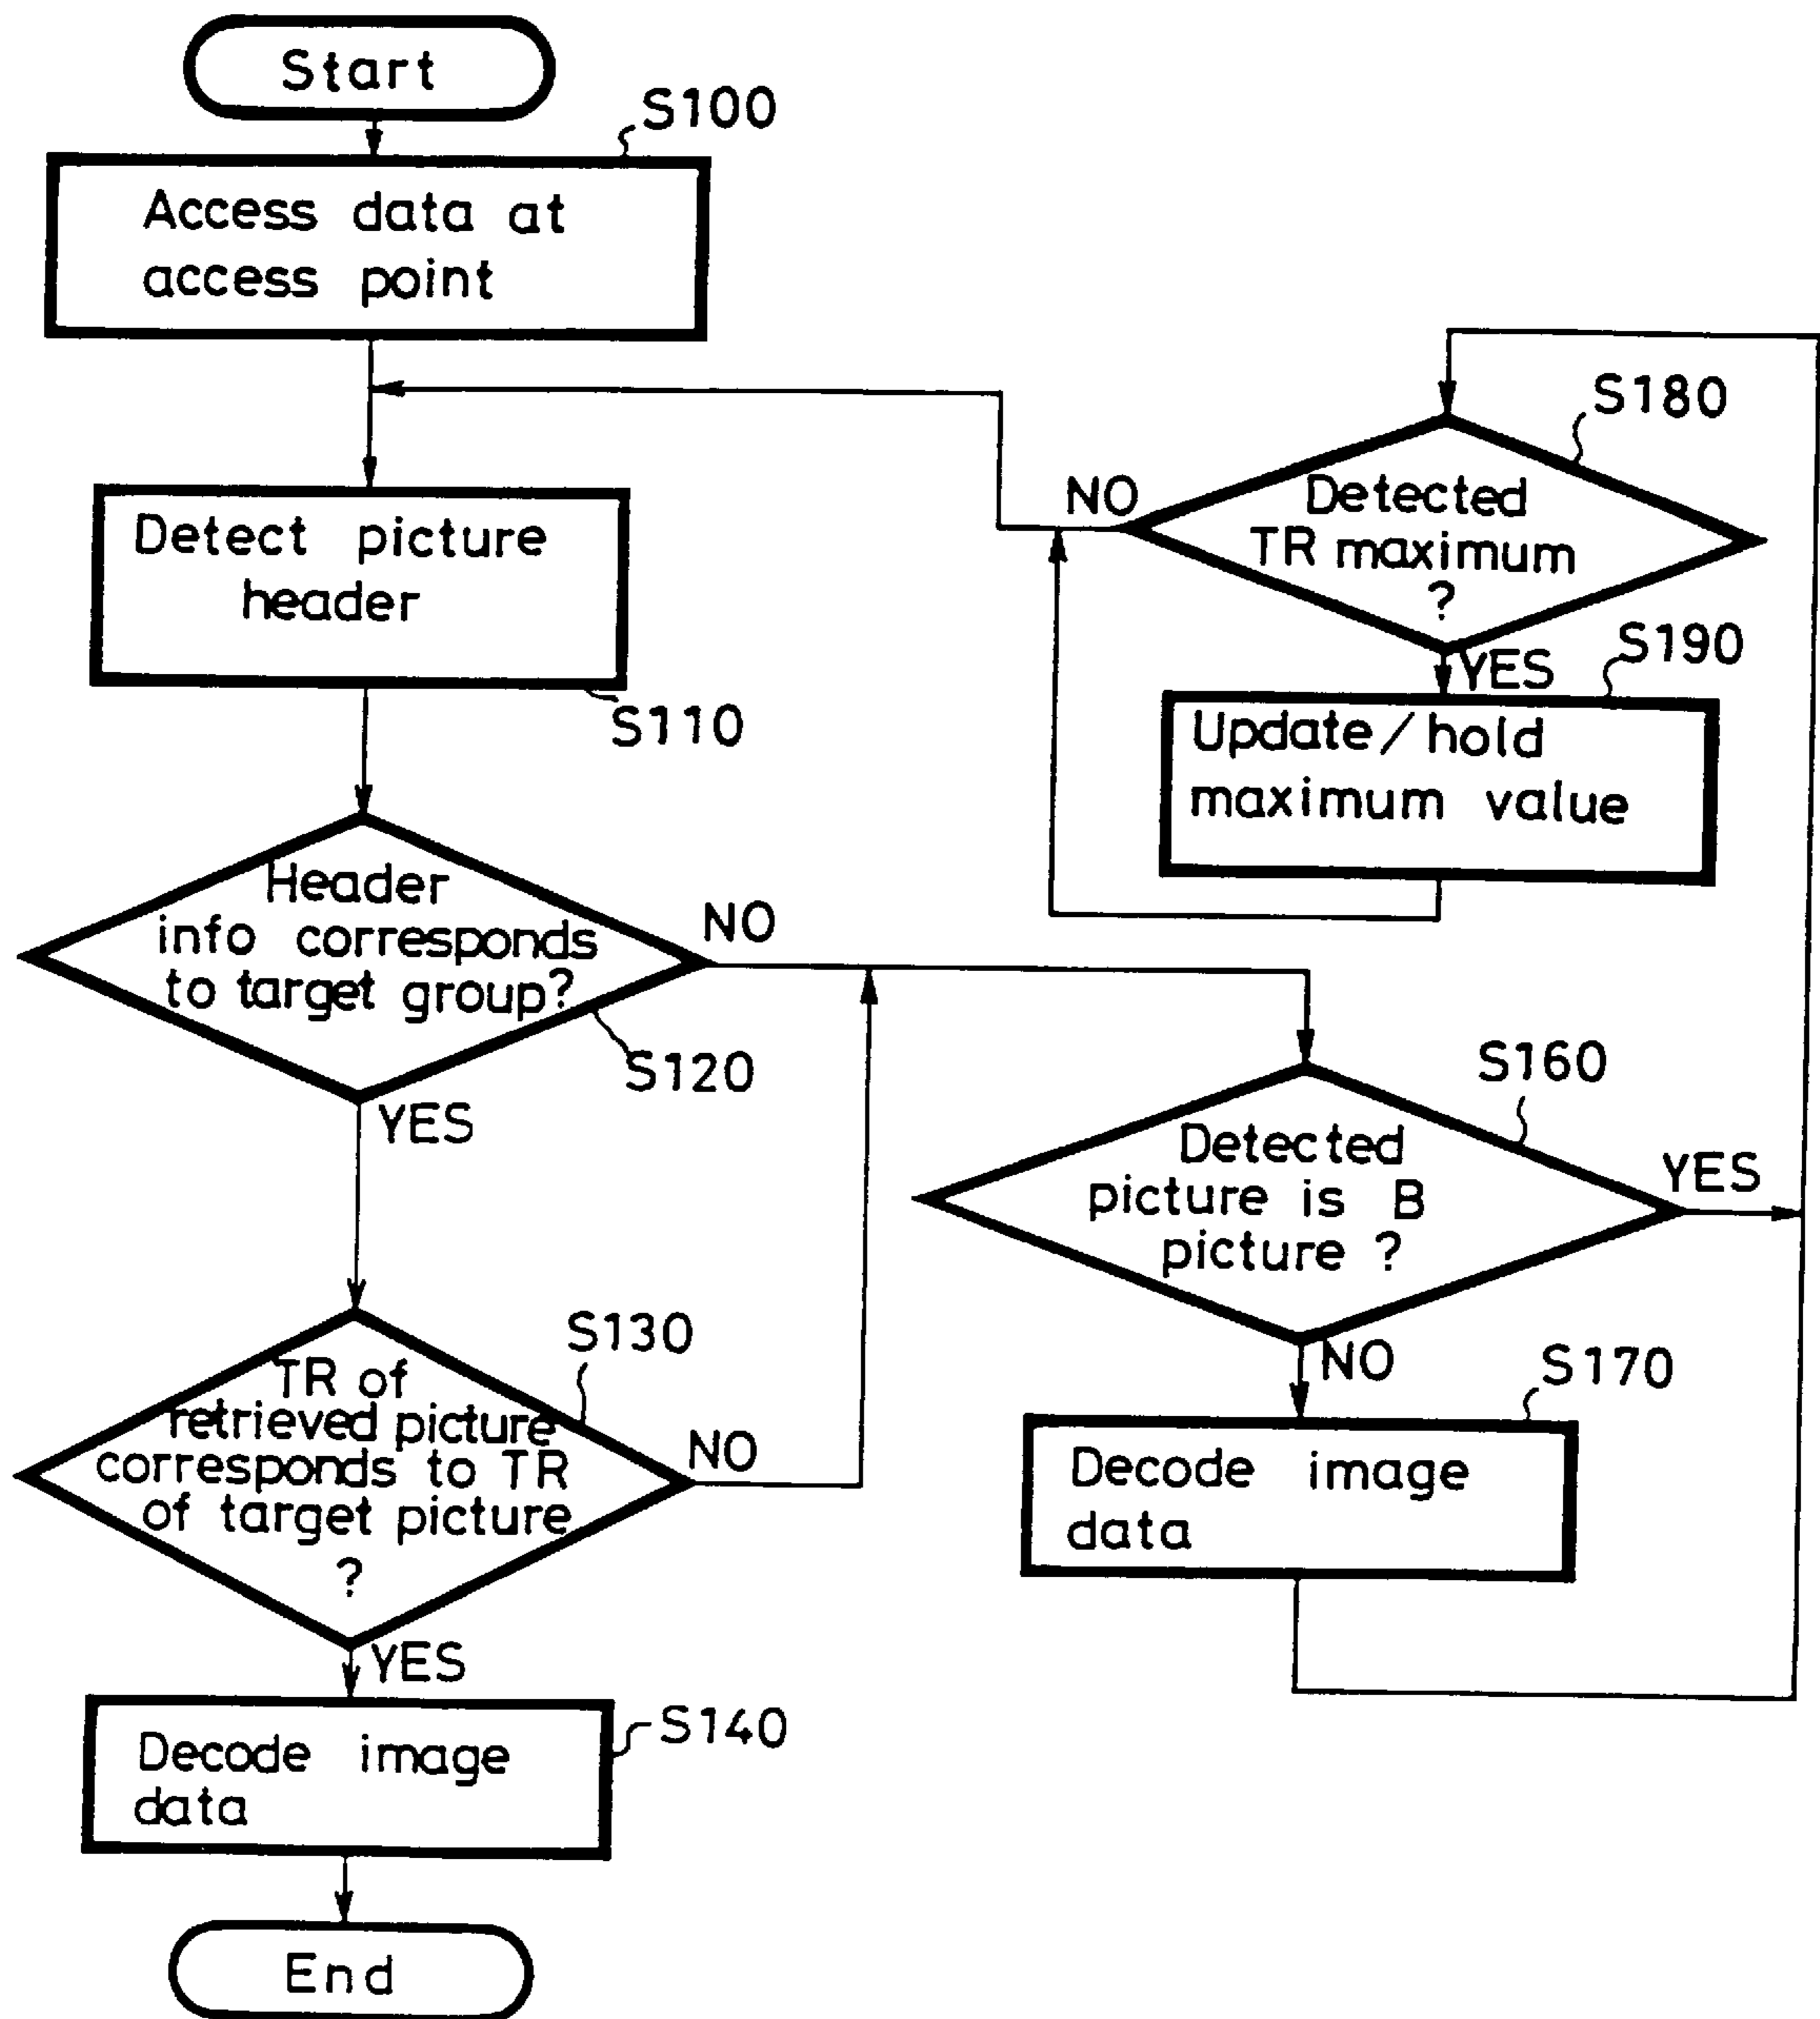 Start
S100
Access data at
access point
Detect picture
header
S110
Header
info corresponds
to target group?
NO
S120
YES
TR of
retrieved picture
corresponds to TR
of target picture
?
S130
NO
YES
Decode image
data
S140
End
S160
Detected
picture is B
picture ?
YES
NO
S170
Decode image
data
S180
Detected
TR maximum
?
NO
YES
S190
Update/hold
maximum value